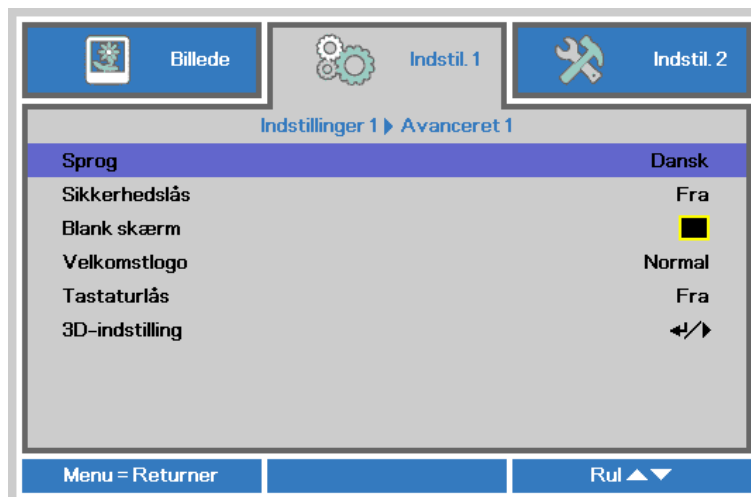 Billede
Indstil. 1
Indstil. 2
Indstillinger 1 Avanceret 1
Sprog Dansk
Sikkerhedslås Fra
Blank skærm
Velkomstlogo Normal
Tastaturlås Fra
3D-indstilling
Menu = Returner
Rul